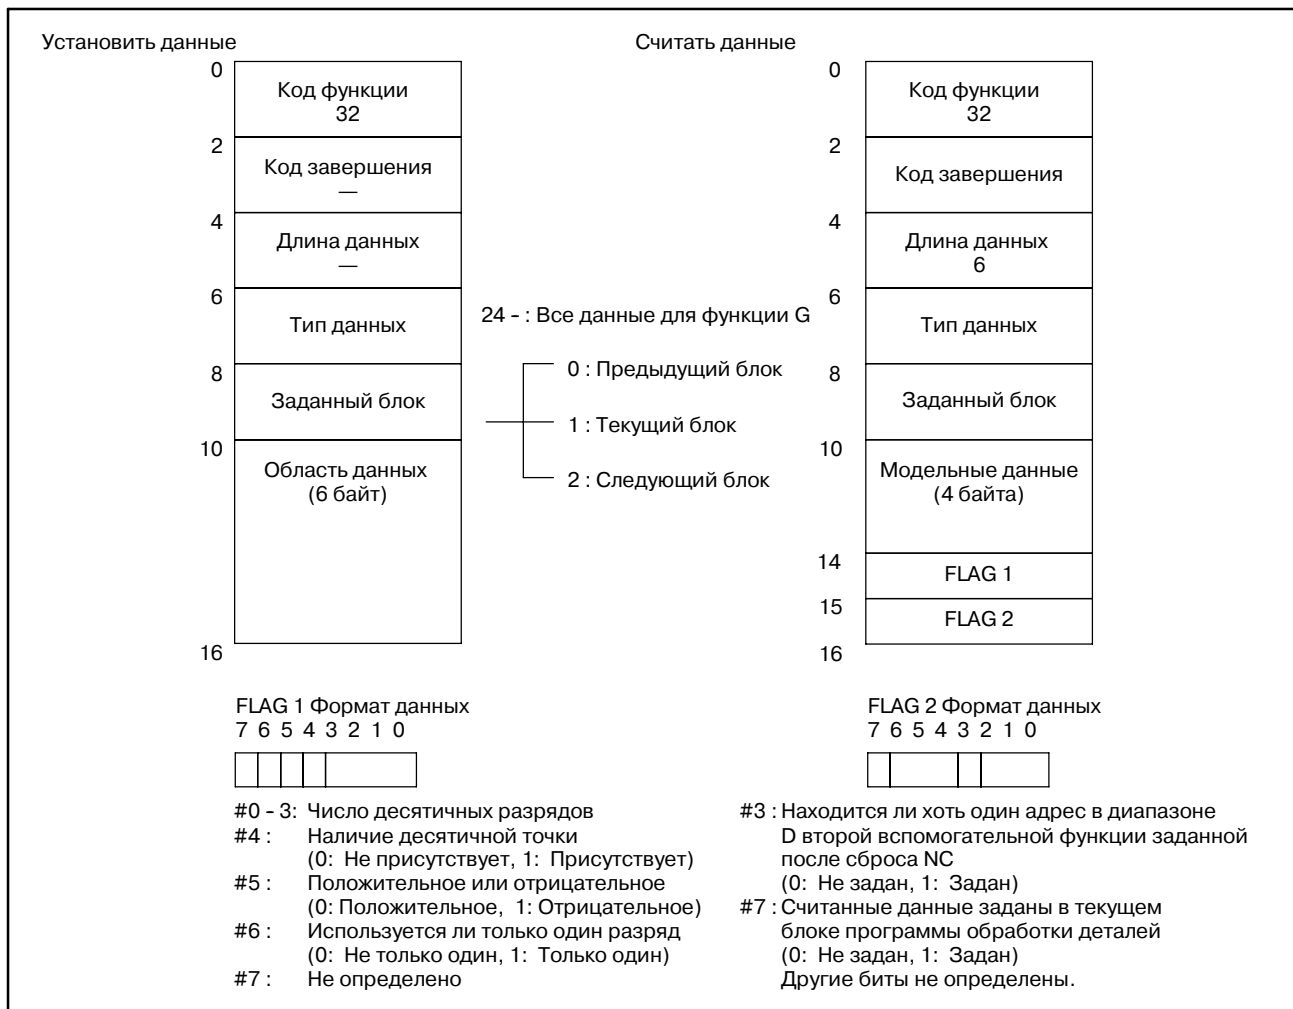 Установить данные
0
Код функции
32
2
Код завершения
—
4
Длина данных
—
6
Тип данных
8
Заданный блок
10
Область данных
(6 байт)
16
24 - : Все данные для функции G
0 : Предыдущий блок
1 : Текущий блок
2 : Следующий блок
Считать данные
0
Код функции
32
2
Код завершения
4
Длина данных
6
6
Тип данных
8
Заданный блок
10
Модельные данные
(4 байта)
14
FLAG 1
15
FLAG 2
16
FLAG 1 Формат данных
7 6 5 4 3 2 1 0
#0 - 3: Число десятичных разрядов
#4 : Наличие десятичной точки
(0: Не присутствует, 1: Присутствует)
#5 : Положительное или отрицательное
(0: Положительное, 1: Отрицательное)
#6 : Используется ли только один разряд
(0: Не только один, 1: Только один)
#7 : Не определено
FLAG 2 Формат данных
7 6 5 4 3 2 1 0
#3 : Находится ли хоть один адрес в диапазоне
D второй вспомогательной функции заданной
после сброса NC
(0: Не задан, 1: Задан)
#7 : Считанные данные заданы в текущем
блоке программы обработки деталей
(0: Не задан, 1: Задан)
Другие биты не определены.